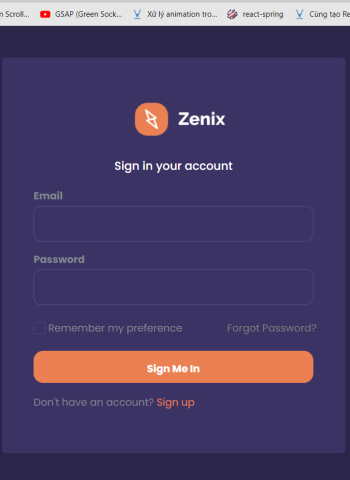 n Scroll... GSAP (Green Sock... Xử lý animation tro... react-spring Cùng tạo Re
Zenix
Sign in your account
Email
Password
Remember my preference Forgot Password?
Sign Me In
Don't have an account? Sign up